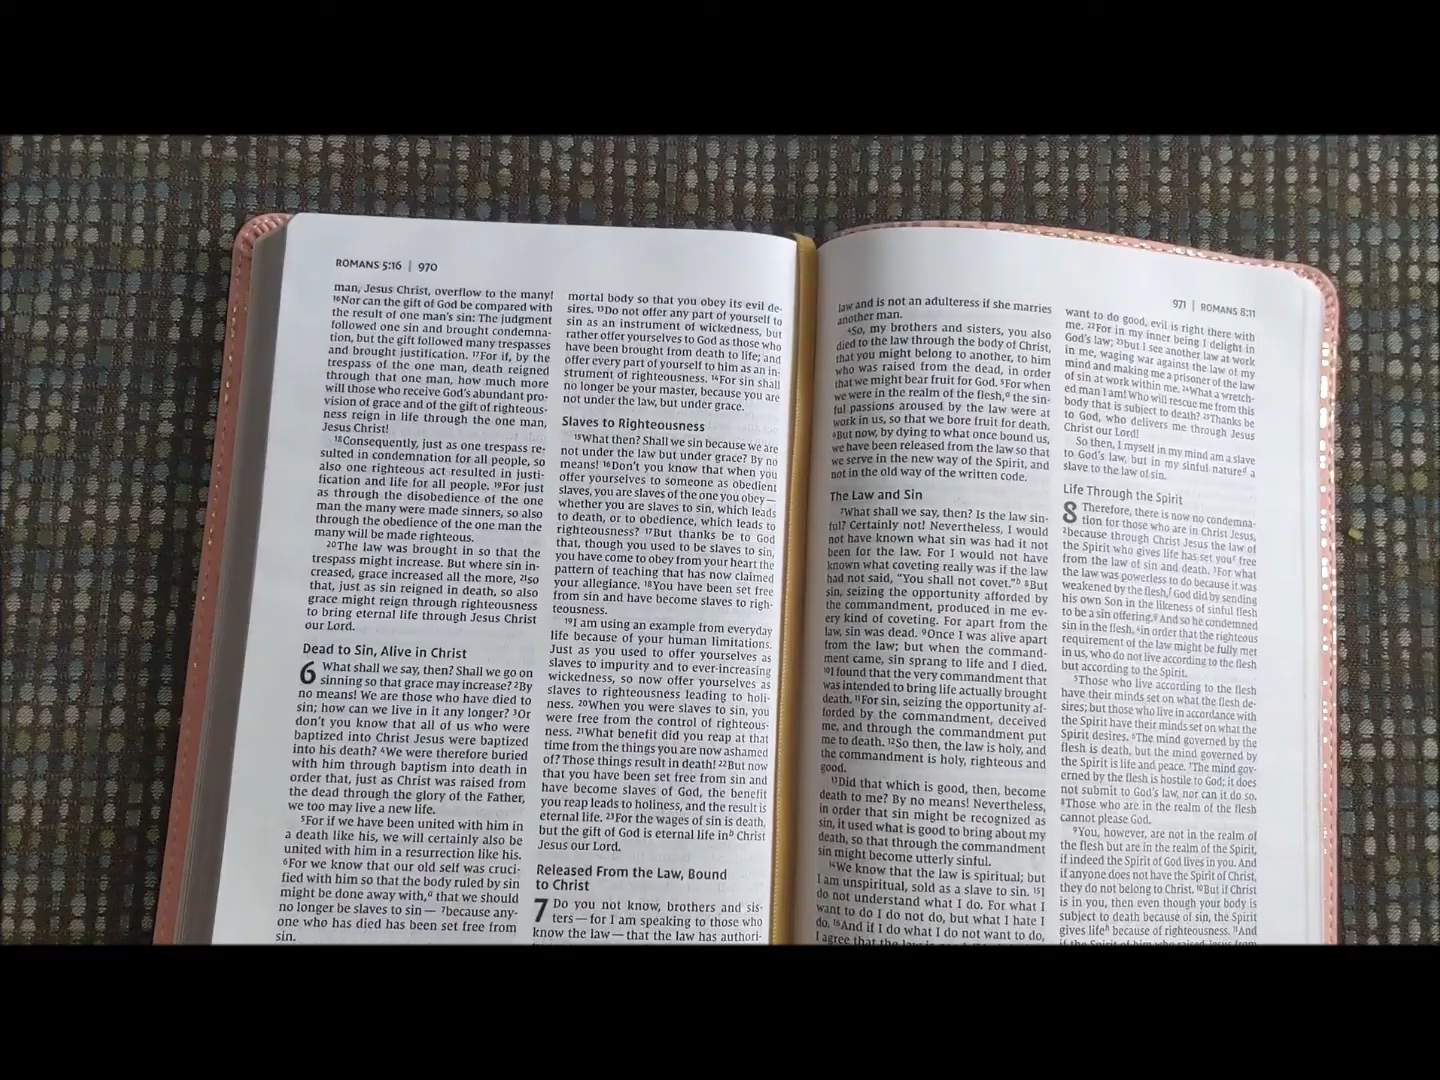 ROMANS 5:16 | 970
man, Jesus Christ, overflow to the many!
16Nor can the gift of God be compared with
the result of one man's sin: The judgment
followed one sin and brought condemna-
tion, but the gift followed many trespasses
and brought justification. 17For if, by the
trespass of the one man, death reigned
through that one man, how much more
will those who receive God's abundant pro-
vision of grace and of the gift of righteous-
ness reign in life through the one man,
Jesus Christ!
18Consequently, just as one trespass re-
sulted in condemnation for all people, so
also one righteous act resulted in justi-
fication and life for all people. 19For just
as through the disobedience of the one
man the many were made sinners, so also
through the obedience of the one man the
many will be made righteous.
20The law was brought in so that the
trespass might increase. But where sin in-
creased, grace increased all the more, 21so
that, just as sin reigned in death, so also
grace might reign through righteousness
to bring eternal life through Jesus Christ
our Lord.
Dead to Sin, Alive in Christ
6 What shall we say, then? Shall we go on
sinning so that grace may increase? 2By
no means! We are those who have died to
sin; how can we live in it any longer? 3Or
don't you know that all of us who were
baptized into Christ Jesus were baptized
into his death? 4We were therefore buried
with him through baptism into death in
order that, just as Christ was raised from
the dead through the glory of the Father,
we too may live a new life.
5For if we have been united with him in
a death like his, we will certainly also be
united with him in a resurrection like his.
6For we know that our old self was cruci-
fied with him so that the body ruled by sin
might be done away with,a that we should
no longer be slaves to sin — 7because any-
one who has died has been set free from
sin.
mortal body so that you obey its evil de-
sires. 13Do not offer any part of yourself to
sin as an instrument of wickedness, but
rather offer yourselves to God as those who
have been brought from death to life; and
offer every part of yourself to him as an in-
strument of righteousness. 14For sin shall
no longer be your master, because you are
not under the law, but under grace.
Slaves to Righteousness
15What then? Shall we sin because we are
not under the law but under grace? By no
means! 16Don't you know that when you
offer yourselves to someone as obedient
slaves, you are slaves of the one you obey —
whether you are slaves to sin, which leads
to death, or to obedience, which leads to
righteousness? 17But thanks be to God
that, though you used to be slaves to sin,
you have come to obey from your heart the
pattern of teaching that has now claimed
your allegiance. 18You have been set free
from sin and have become slaves to righ-
teousness.
19I am using an example from everyday
life because of your human limitations.
Just as you used to offer yourselves as
slaves to impurity and to ever-increasing
wickedness, so now offer yourselves as
slaves to righteousness leading to holi-
ness. 20When you were slaves to sin, you
were free from the control of righteous-
ness. 21What benefit did you reap at that
time from the things you are now ashamed
of? Those things result in death! 22But now
that you have been set free from sin and
have become slaves of God, the benefit
you reap leads to holiness, and the result is
eternal life. 23For the wages of sin is death,
but the gift of God is eternal life inb Christ
Jesus our Lord.
Released From the Law, Bound
to Christ
7 Do you not know, brothers and sis-
ters — for I am speaking to those who
know the law — that the law has authori-
971 | ROMANS 8:11
law and is not an adulteress if she marries
another man.
4So, my brothers and sisters, you also
died to the law through the body of Christ,
that you might belong to another, to him
who was raised from the dead, in order
that we might bear fruit for God. 5For when
we were in the realm of the flesh,a the sin-
ful passions aroused by the law were at
work in us, so that we bore fruit for death.
6But now, by dying to what once bound us,
we have been released from the law so that
we serve in the new way of the Spirit, and
not in the old way of the written code.
The Law and Sin
7What shall we say, then? Is the law sin-
ful? Certainly not! Nevertheless, I would
not have known what sin was had it not
been for the law. For I would not have
known what coveting really was if the law
had not said, "You shall not covet."b 8But
sin, seizing the opportunity afforded by
the commandment, produced in me ev-
ery kind of coveting. For apart from the
law, sin was dead. 9Once I was alive apart
from the law; but when the command-
ment came, sin sprang to life and I died.
10I found that the very commandment that
was intended to bring life actually brought
death. 11For sin, seizing the opportunity af-
forded by the commandment, deceived
me, and through the commandment put
me to death. 12So then, the law is holy, and
the commandment is holy, righteous and
good.
13Did that which is good, then, become
death to me? By no means! Nevertheless,
in order that sin might be recognized as
sin, it used what is good to bring about my
death, so that through the commandment
sin might become utterly sinful.
14We know that the law is spiritual; but
I am unspiritual, sold as a slave to sin. 15I
do not understand what I do. For what I
want to do I do not do, but what I hate I
do. 16And if I do what I do not want to do,
I agree that the law is
want to do good, evil is right there with
me. 22For in my inner being I delight in
God's law; 23but I see another law at work
in me, waging war against the law of my
mind and making me a prisoner of the law
of sin at work within me. 24What a wretch-
ed man I am! Who will rescue me from this
body that is subject to death? 25Thanks be
to God, who delivers me through Jesus
Christ our Lord!
So then, I myself in my mind am a slave
to God's law, but in my sinful natured a
slave to the law of sin.
Life Through the Spirit
8 Therefore, there is now no condemna-
tion for those who are in Christ Jesus,
2because through Christ Jesus the law of
the Spirit who gives life has set youe free
from the law of sin and death. 3For what
the law was powerless to do because it was
weakened by the flesh,f God did by sending
his own Son in the likeness of sinful flesh
to be a sin offering.g And so he condemned
sin in the flesh, 4in order that the righteous
requirement of the law might be fully met
in us, who do not live according to the flesh
but according to the Spirit.
5Those who live according to the flesh
have their minds set on what the flesh de-
sires; but those who live in accordance with
the Spirit have their minds set on what the
Spirit desires. 6The mind governed by the
flesh is death, but the mind governed by
the Spirit is life and peace. 7The mind gov-
erned by the flesh is hostile to God; it does
not submit to God's law, nor can it do so.
8Those who are in the realm of the flesh
cannot please God.
9You, however, are not in the realm of
the flesh but are in the realm of the Spirit,
if indeed the Spirit of God lives in you. And
if anyone does not have the Spirit of Christ,
they do not belong to Christ. 10But if Christ
is in you, then even though your body is
subject to death because of sin, the Spirit
gives lifeh because of righteousness. 11And
if the Spirit of him who raised Jesus from